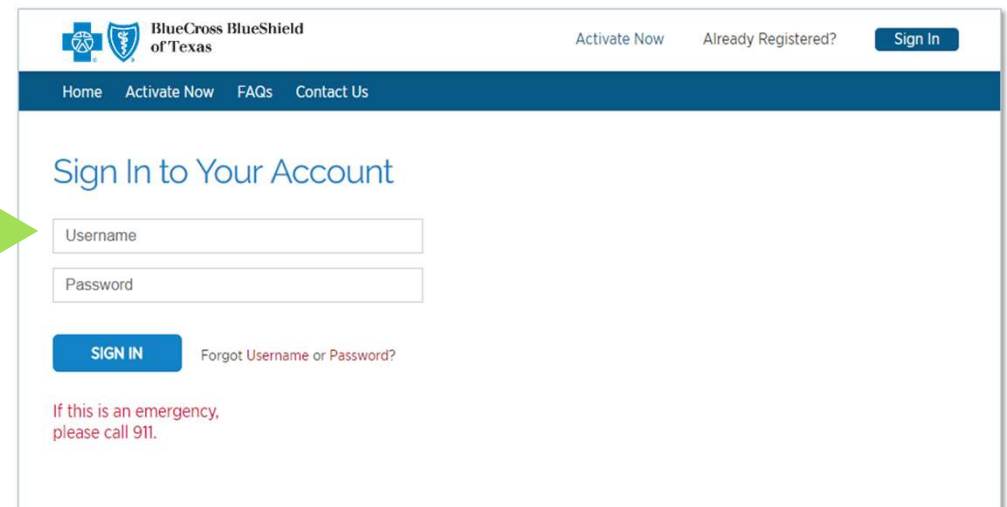 BlueCross BlueShield
of Texas
Activate Now Already Registered? Sign In
Home Activate Now FAQs Contact Us
Sign In to Your Account
Username
Password
SIGN IN Forgot Username or Password?
If this is an emergency,
please call 911.